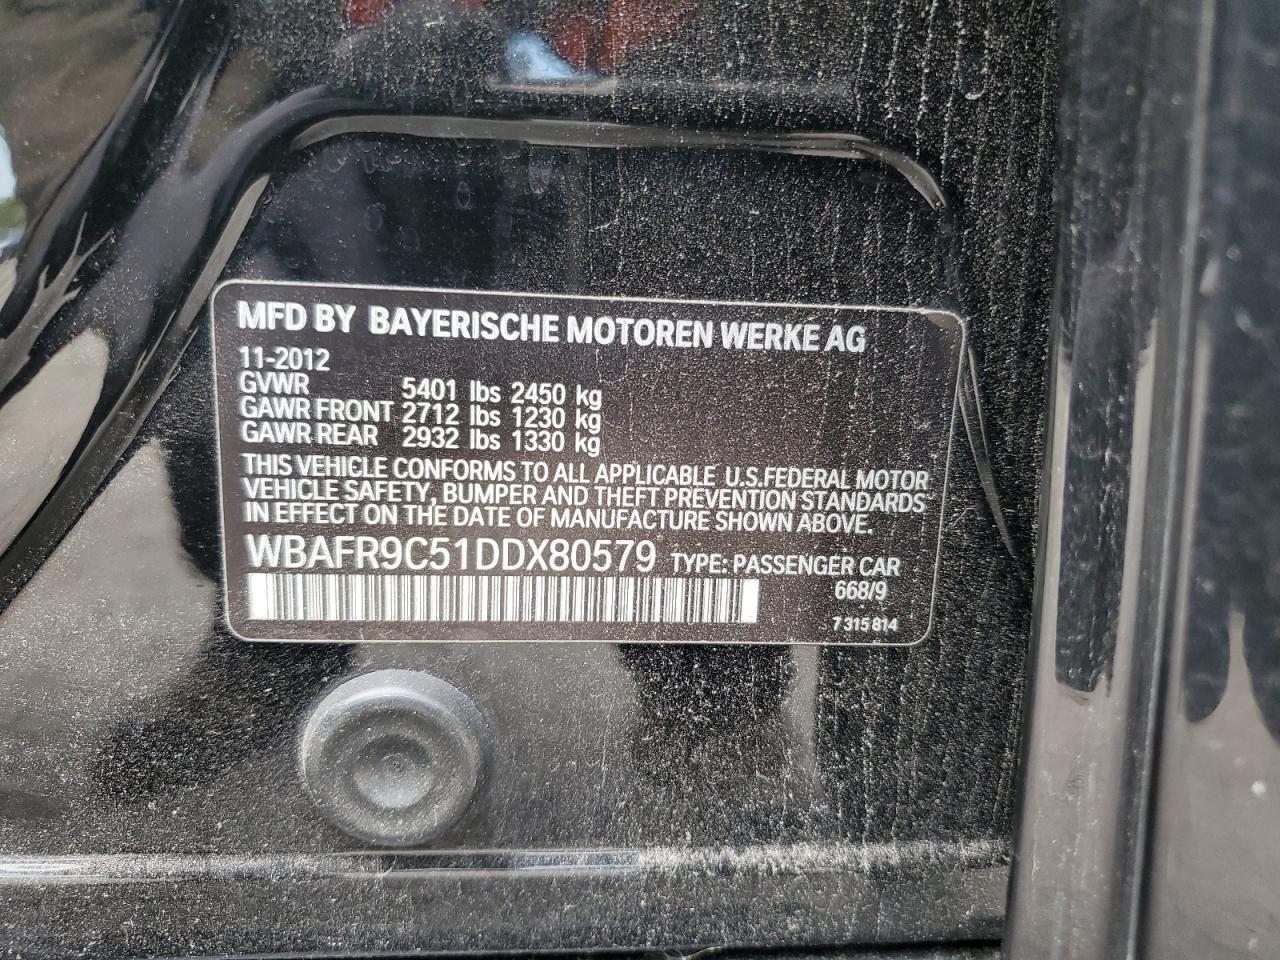 MFD BY BAYERISCHE MOTOREN WERKE AG
11-2012
GVWR 5401 lbs 2450 kg
GAWR FRONT 2712 lbs 1230 kg
GAWR REAR 2932 lbs 1330 kg
THIS VEHICLE CONFORMS TO ALL APPLICABLE U.S.FEDERAL MOTOR
VEHICLE SAFETY, BUMPER AND THEFT PREVENTION STANDARDS
IN EFFECT ON THE DATE OF MANUFACTURE SHOWN ABOVE.
WBAFR9C51DDX80579 TYPE: PASSENGER CAR
668/9
7 315 814